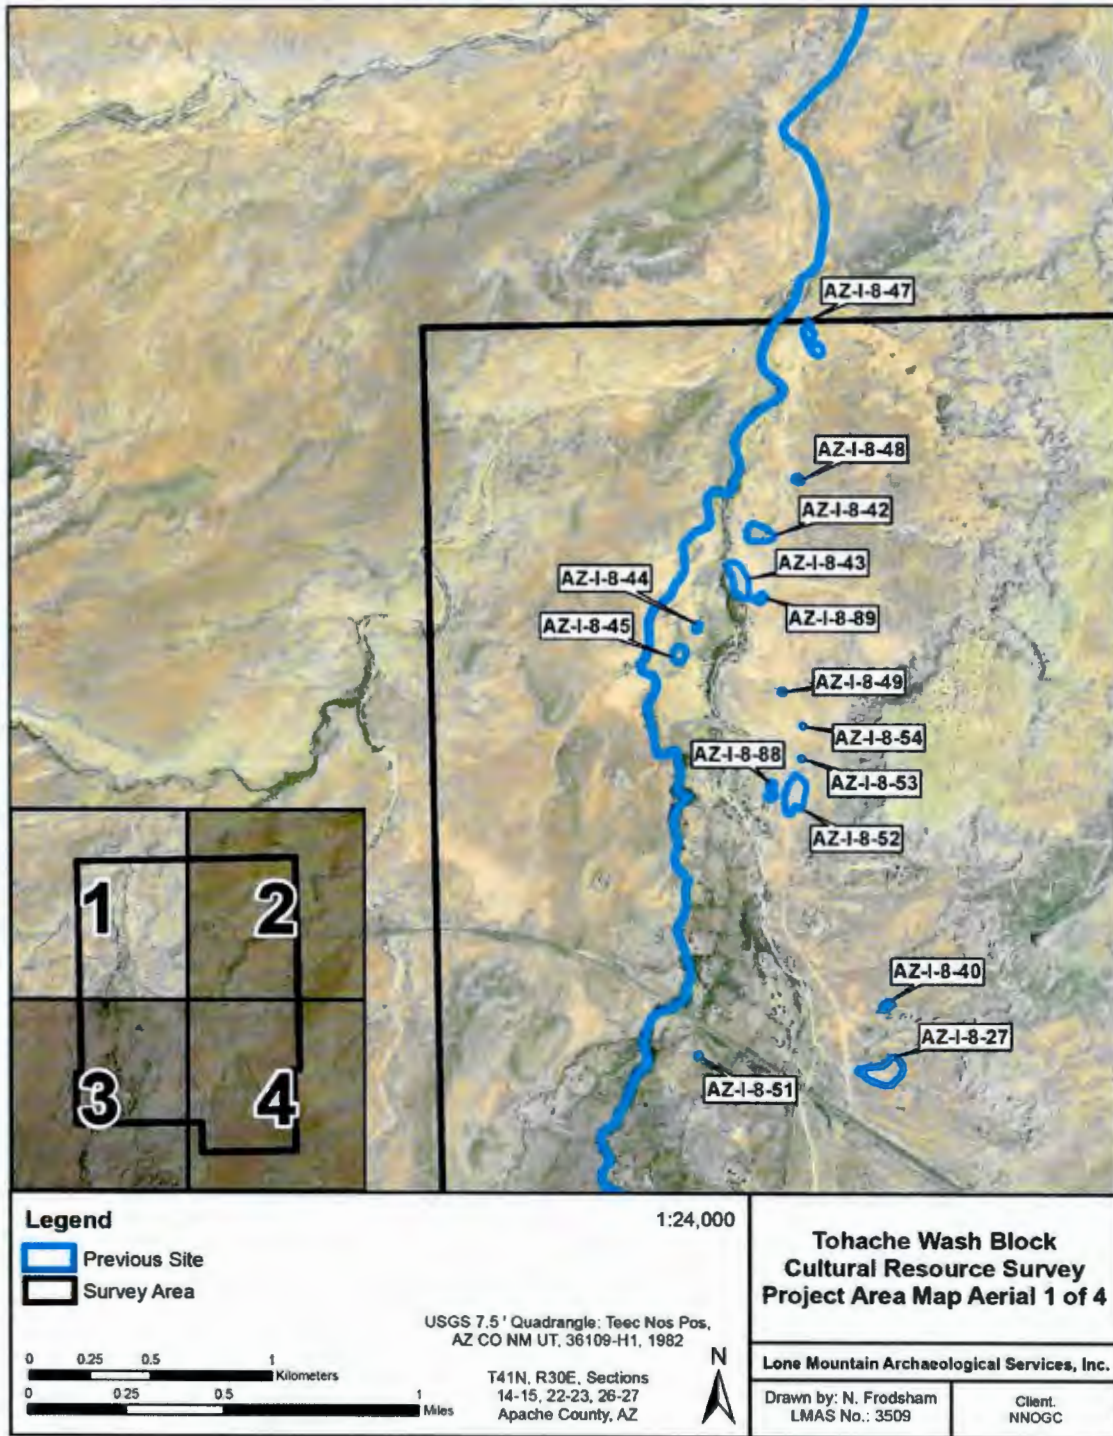 AZ-I-8-47
AZ-I-8-48
AZ-I-8-42
AZ-I-8-43
AZ-I-8-44
AZ-I-8-89
AZ-I-8-45
AZ-I-8-49
AZ-I-8-54
AZ-I-8-88
AZ-I-8-53
AZ-I-8-52
1
2
3
4
AZ-I-8-40
AZ-I-8-27
AZ-I-8-51
Legend
Previous Site
Survey Area
1:24,000
USGS 7.5 ' Quadrangle: Teec Nos Pos,
AZ CO NM UT, 36109-H1, 1982
0 0.25 0.5 1
Kilometers
0 0.25 0.5 1
Miles
T41N, R30E, Sections
14-15, 22-23, 26-27
Apache County, AZ
N
Tohache Wash Block
Cultural Resource Survey
Project Area Map Aerial 1 of 4
Lone Mountain Archaeological Services, Inc.
Drawn by: N. Frodsham
LMAS No.: 3509
Client.
NNOGC